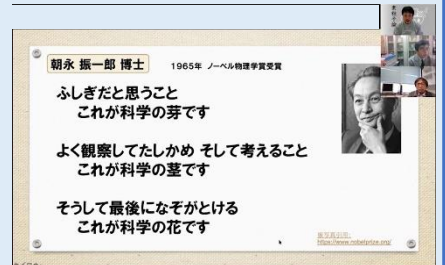 朝永 振一郎 博士
1965年 ノーベル物理学賞受賞
ふしぎだと思うこと
これが科学の芽です
よく観察してたしかめ そして考えること
これが科学の茎です
そうして最後になぞがとける
これが科学の花です
https://www.nobelprize.org/